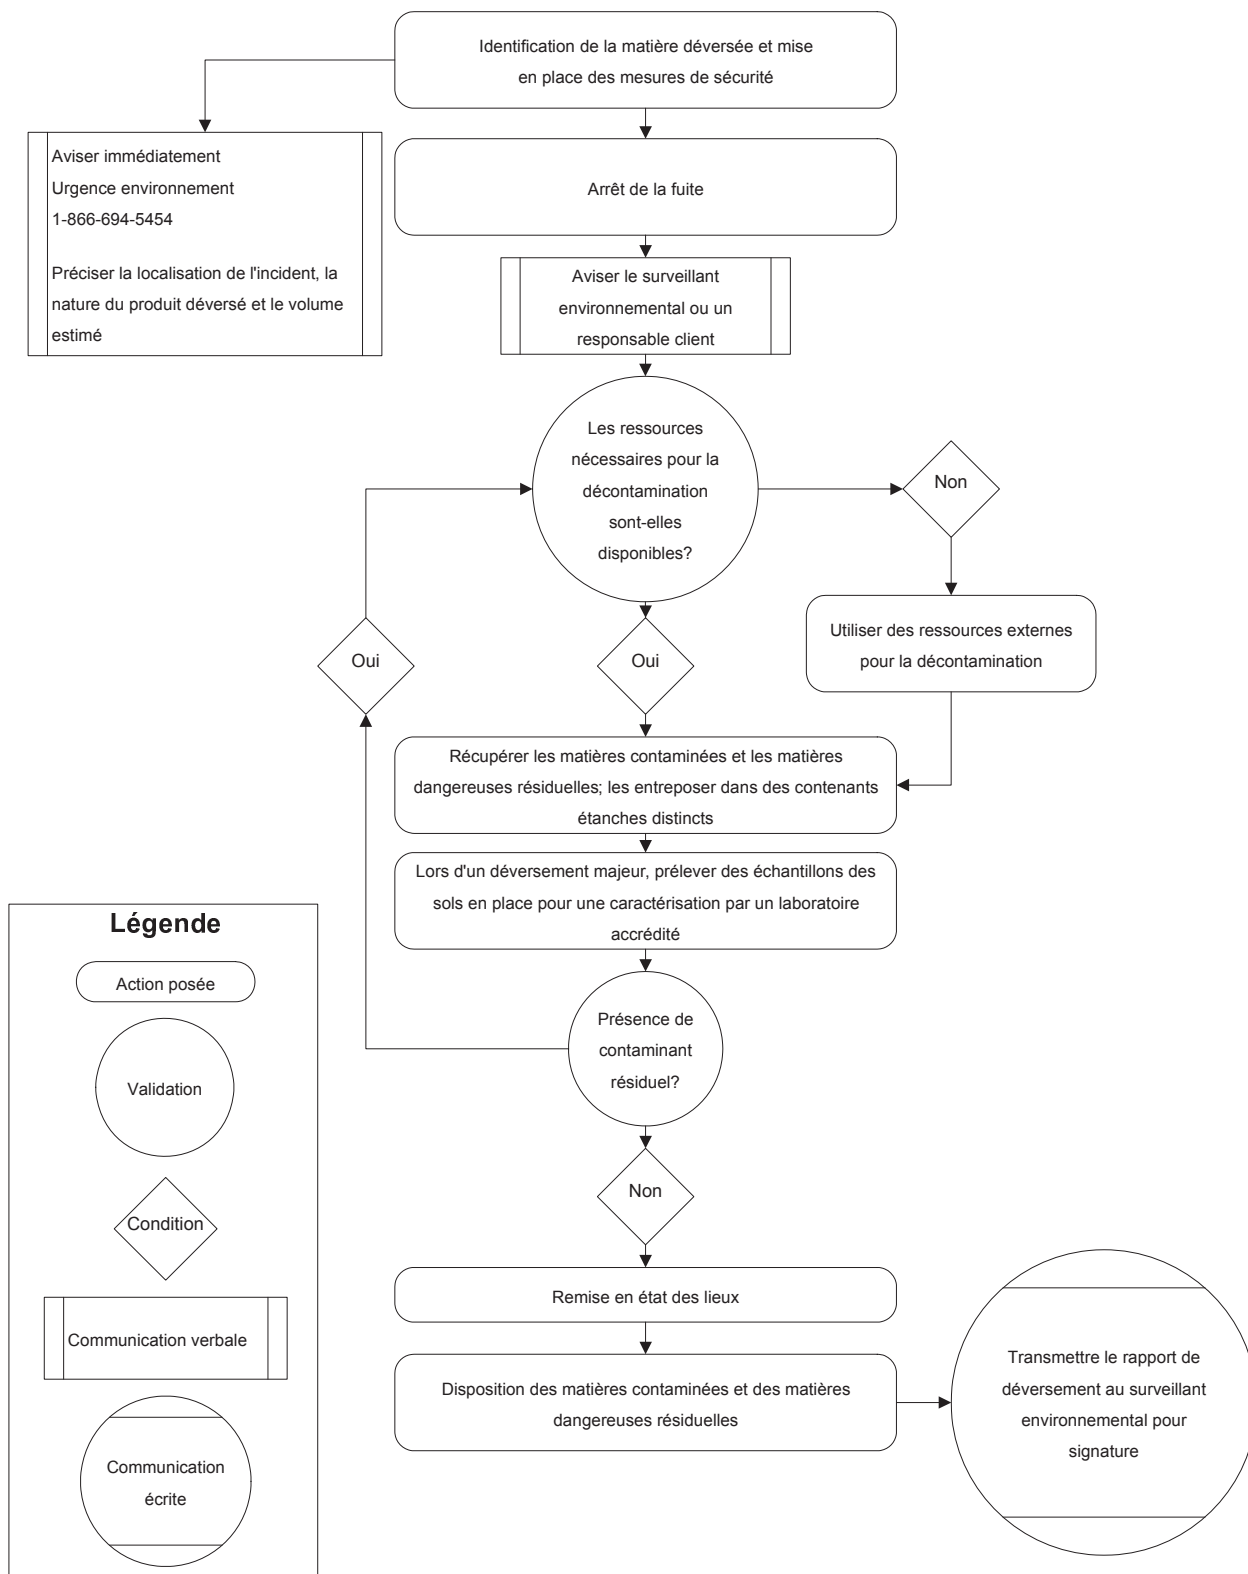 Identification de la matière déversée et mise
en place des mesures de sécurité
Aviser immédiatement
Urgence environnement
1-866-694-5454
Préciser la localisation de l'incident, la
nature du produit déversé et le volume
estimé
Arrêt de la fuite
Aviser le surveillant
environnemental ou un
responsable client
Les ressources
nécessaires pour la
décontamination
sont-elles
disponibles?
Non
Utiliser des ressources externes
pour la décontamination
Oui
Oui
Récupérer les matières contaminées et les matières
dangereuses résiduelles; les entreposer dans des contenants
étanches distincts
Lors d'un déversement majeur, prélever des échantillons des
sols en place pour une caractérisation par un laboratoire
accrédité
Présence de
contaminant
résiduel?
Non
Remise en état des lieux
Disposition des matières contaminées et des matières
dangereuses résiduelles
Transmettre le rapport de
déversement au surveillant
environnemental pour
signature
Légende
Action posée
Validation
Condition
Communication verbale
Communication
écrite